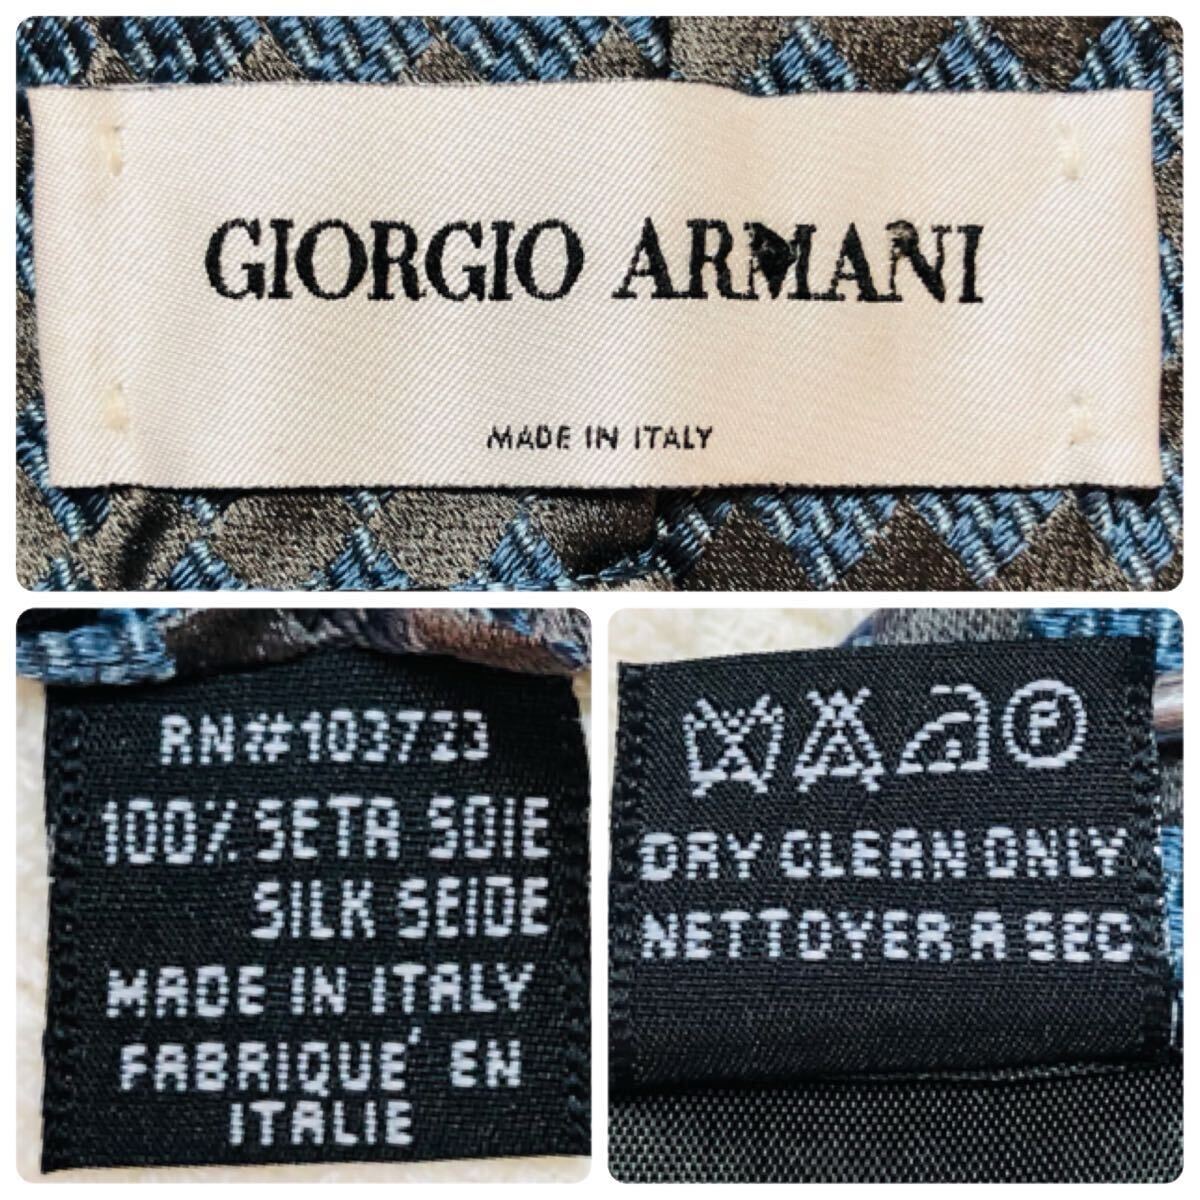 GIORGIO ARMANI
MADE IN ITALY
RN#103723
100% SETA SOIE
SILK SEIDE
MADE IN ITALY
FABRIQUE' EN
ITALIE
P
DRY CLEAN ONLY
NETTOYER A SEC